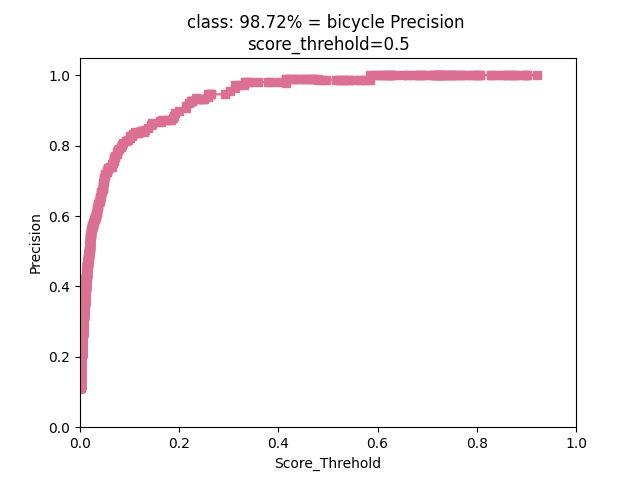 class: 98.72% = bicycle Precision
score_threhold=0.5
1.0
0.8
0.6
0.4
0.2
0.0
Precision
0.0 0.2 0.4 0.6 0.8 1.0
Score_Threhold